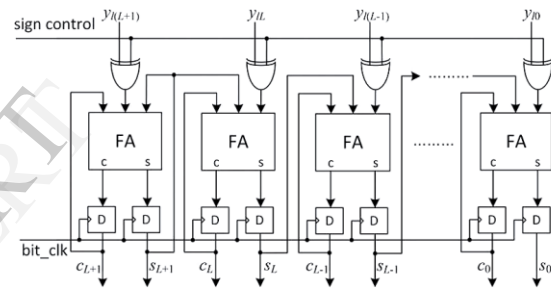 y_{l(L+1)} y_{lL} y_{l(L-1)} y_{l0}
sign control
FA FA FA FA
c s c s c s c s
D D D D D D D D
bit_clk
c_{L+1} s_{L+1} c_L s_L c_{L-1} s_{L-1} c_0 s_0